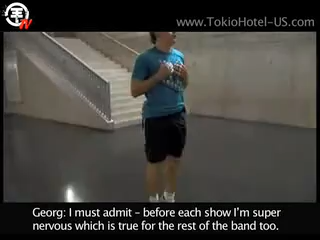 TV
www.TokioHotel-US.com
Georg: I must admit – before each show I'm super
nervous which is true for the rest of the band too.